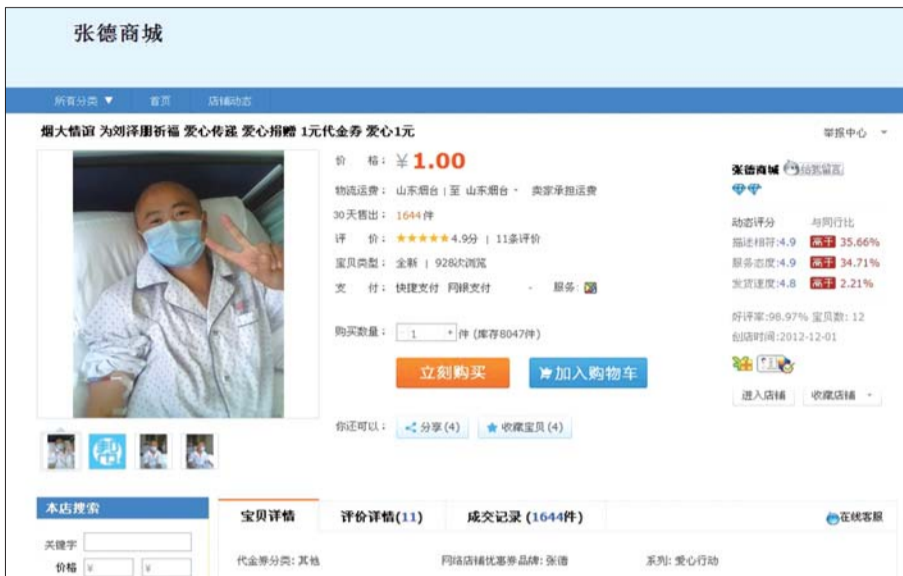 张德商城
所有分类 ▼ 首页 店铺动态
烟大情谊 为刘泽朋祈福 爱心传递 爱心捐赠 1元代金券 爱心1元
举报中心
价 格： ¥1.00
物流运费： 山东烟台 | 至 山东烟台 · 卖家承担运费
30天售出： 1644件
评 价： ★★★★★4.9分 | 11条评价
宝贝类型： 全新 | 928次浏览
支 付： 快捷支付 网银支付 · 服务:
购买数量： 1 件 (库存8047件)
立刻购买 加入购物车
你还可以： 分享(4) 收藏宝贝(4)
张德商城 给我留言
动态评分 与同行比
描述相符:4.9 高于 35.66%
服务态度:4.9 高于 34.71%
发货速度:4.8 高于 2.21%
好评率:98.97% 宝贝数: 12
创店时间:2012-12-01
进入店铺 收藏店铺
本店搜索
关键字
价格 ¥ ¥
宝贝详情 评价详情(11) 成交记录 (1644件) 在线客服
代金券分类: 其他 网络店铺优惠券品牌: 张德 系列: 爱心行动